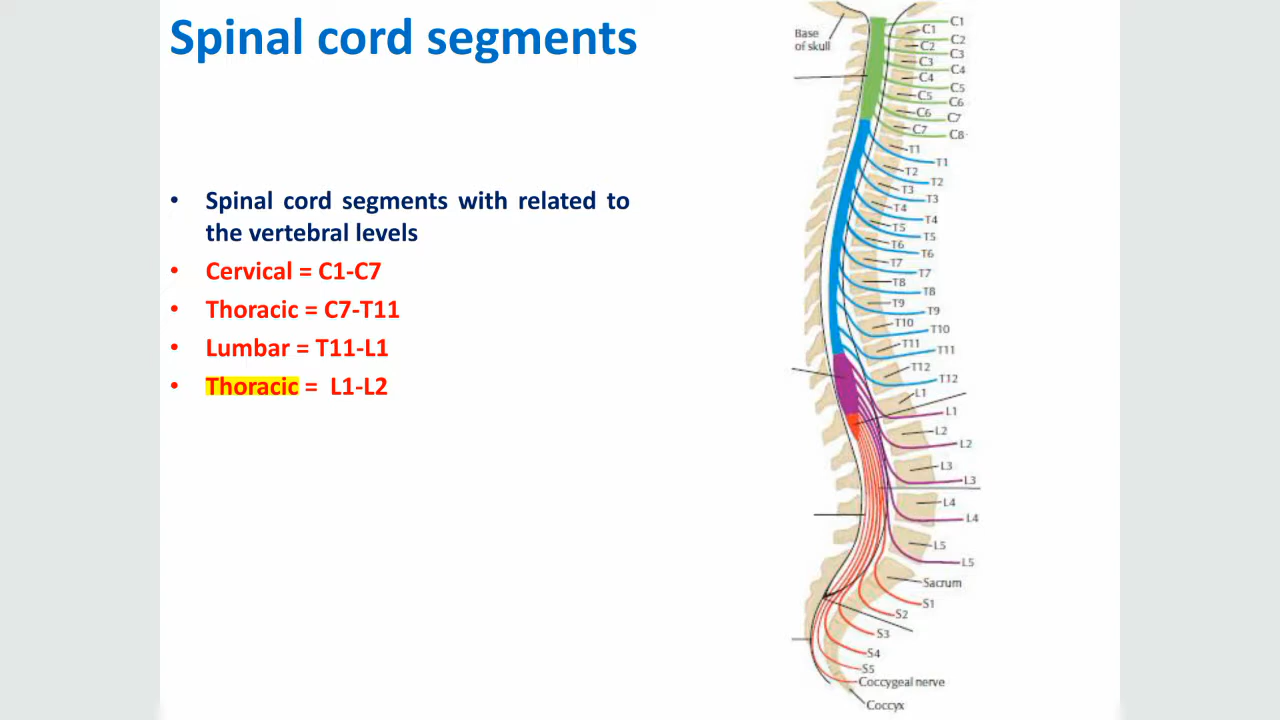 Spinal cord segments
• Spinal cord segments with related to
the vertebral levels
• Cervical = C1-C7
• Thoracic = C7-T11
• Lumbar = T11-L1
• Thoracic = L1-L2
Base
of skull
C1
C1
C2
C2
C3
C3
C4
C4
C5
C5
C6
C6
C7
C7
C8
T1
T1
T2
T2
T3
T3
T4
T4
T5
T5
T6
T6
T7
T7
T8
T8
T9
T9
T10
T10
T11
T11
T12
T12
L1
L1
L2
L2
L3
L3
L4
L4
L5
L5
Sacrum
S1
S2
S3
S4
S5
Coccygeal nerve
Coccyx